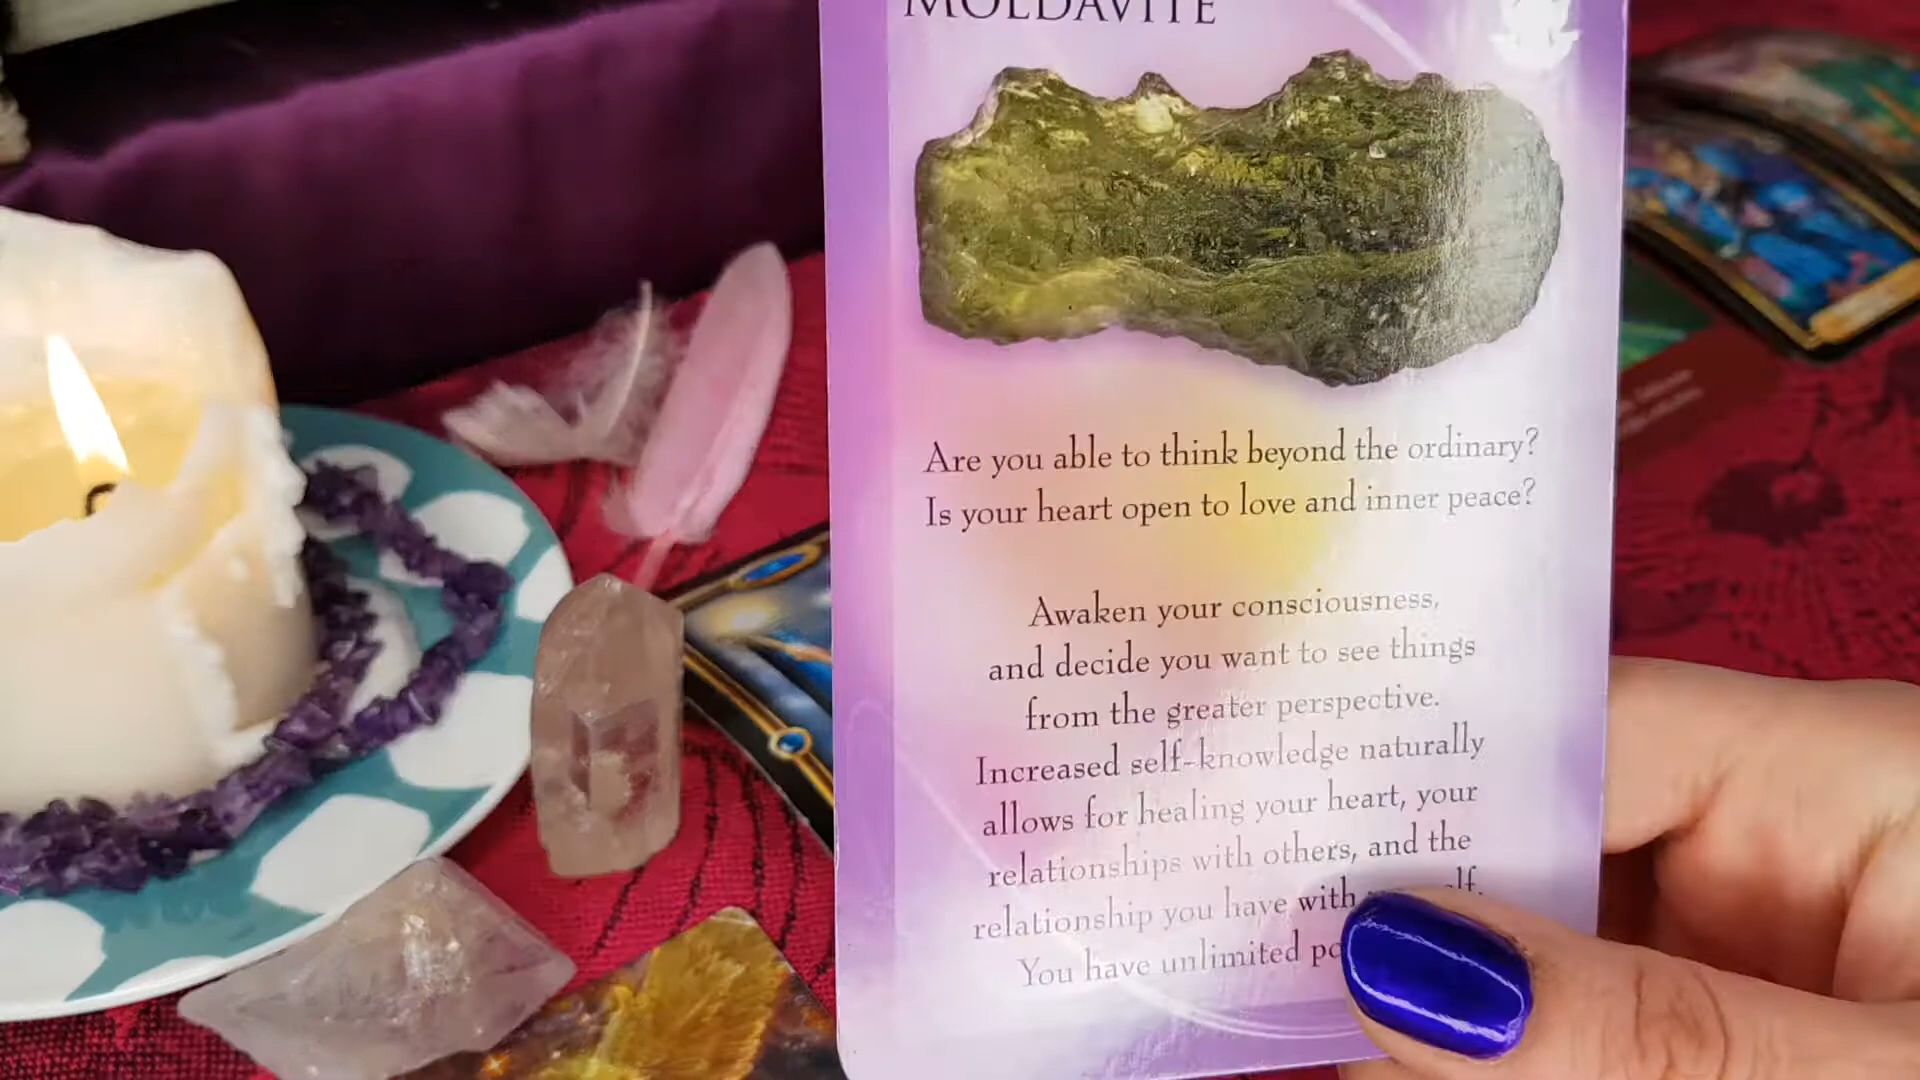 MOLDAVITE
Are you able to think beyond the ordinary?
Is your heart open to love and inner peace?
Awaken your consciousness,
and decide you want to see things
from the greater perspective.
Increased self-knowledge naturally
allows for healing your heart, your
relationships with others, and the
relationship you have with
You have unlimited